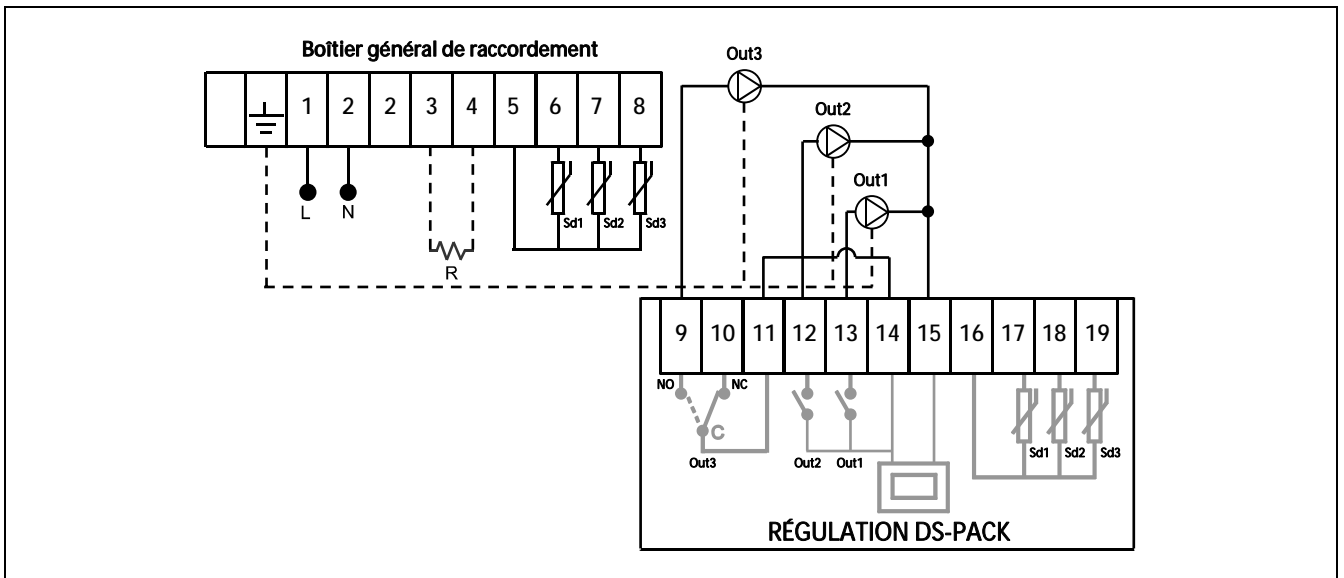 Boîtier général de raccordement
1 2 2 3 4 5 6 7 8
L N
R
Sd1 Sd2 Sd3
Out3
Out2
Out1
9 10 11 12 13 14 15 16 17 18 19
NO NC
C
Out3 Out2 Out1
Sd1 Sd2 Sd3
RÉGULATION DS-PACK